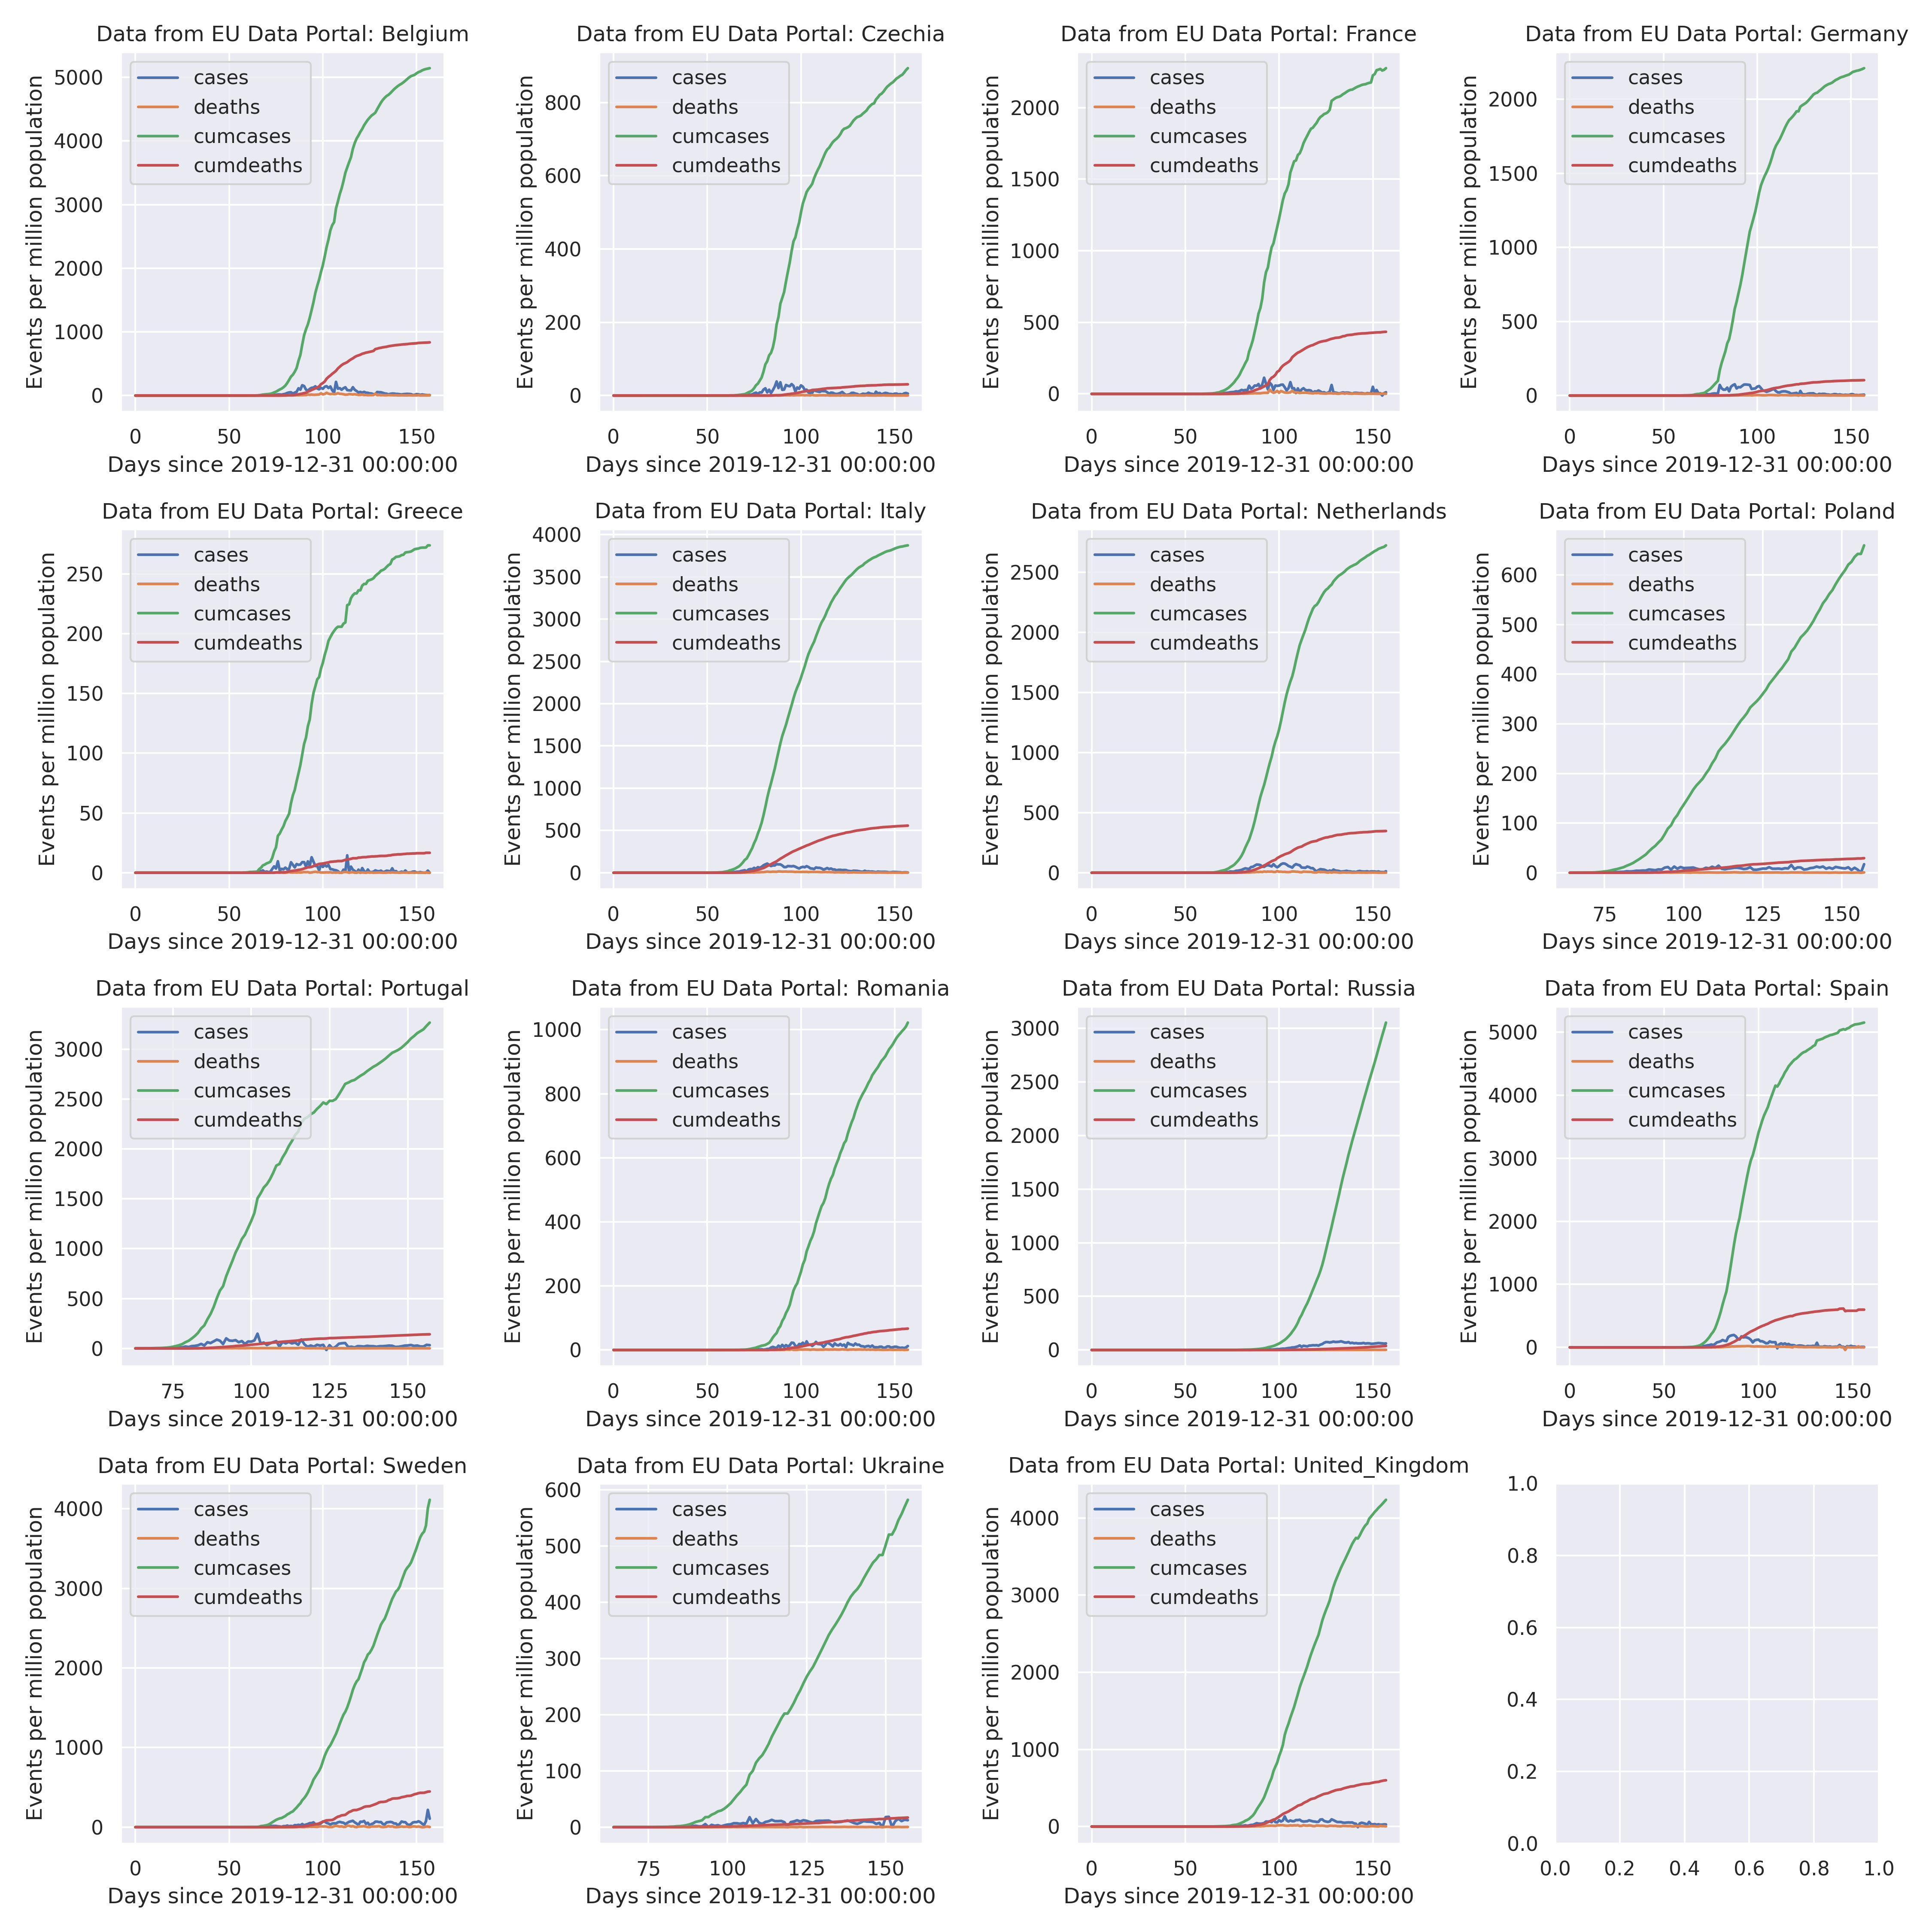 Data from EU Data Portal: Belgium
Events per million population
5000
4000
3000
2000
1000
0
cases
deaths
cumcases
cumdeaths
0 50 100 150
Days since 2019-12-31 00:00:00
Data from EU Data Portal: Czechia
Events per million population
800
600
400
200
0
cases
deaths
cumcases
cumdeaths
0 50 100 150
Days since 2019-12-31 00:00:00
Data from EU Data Portal: France
Events per million population
2000
1500
1000
500
0
cases
deaths
cumcases
cumdeaths
0 50 100 150
Days since 2019-12-31 00:00:00
Data from EU Data Portal: Germany
Events per million population
2000
1500
1000
500
0
cases
deaths
cumcases
cumdeaths
0 50 100 150
Days since 2019-12-31 00:00:00
Data from EU Data Portal: Greece
Events per million population
250
200
150
100
50
0
cases
deaths
cumcases
cumdeaths
0 50 100 150
Days since 2019-12-31 00:00:00
Data from EU Data Portal: Italy
Events per million population
4000
3500
3000
2500
2000
1500
1000
500
0
cases
deaths
cumcases
cumdeaths
0 50 100 150
Days since 2019-12-31 00:00:00
Data from EU Data Portal: Netherlands
Events per million population
2500
2000
1500
1000
500
0
cases
deaths
cumcases
cumdeaths
0 50 100 150
Days since 2019-12-31 00:00:00
Data from EU Data Portal: Poland
Events per million population
600
500
400
300
200
100
0
cases
deaths
cumcases
cumdeaths
75 100 125 150
Days since 2019-12-31 00:00:00
Data from EU Data Portal: Portugal
Events per million population
3000
2500
2000
1500
1000
500
0
cases
deaths
cumcases
cumdeaths
75 100 125 150
Days since 2019-12-31 00:00:00
Data from EU Data Portal: Romania
Events per million population
1000
800
600
400
200
0
cases
deaths
cumcases
cumdeaths
0 50 100 150
Days since 2019-12-31 00:00:00
Data from EU Data Portal: Russia
Events per million population
3000
2500
2000
1500
1000
500
0
cases
deaths
cumcases
cumdeaths
0 50 100 150
Days since 2019-12-31 00:00:00
Data from EU Data Portal: Spain
Events per million population
5000
4000
3000
2000
1000
0
cases
deaths
cumcases
cumdeaths
0 50 100 150
Days since 2019-12-31 00:00:00
Data from EU Data Portal: Sweden
Events per million population
4000
3000
2000
1000
0
cases
deaths
cumcases
cumdeaths
0 50 100 150
Days since 2019-12-31 00:00:00
Data from EU Data Portal: Ukraine
Events per million population
600
500
400
300
200
100
0
cases
deaths
cumcases
cumdeaths
75 100 125 150
Days since 2019-12-31 00:00:00
Data from EU Data Portal: United_Kingdom
Events per million population
4000
3000
2000
1000
0
cases
deaths
cumcases
cumdeaths
0 50 100 150
Days since 2019-12-31 00:00:00
1.0
0.8
0.6
0.4
0.2
0.0
0.0 0.2 0.4 0.6 0.8 1.0